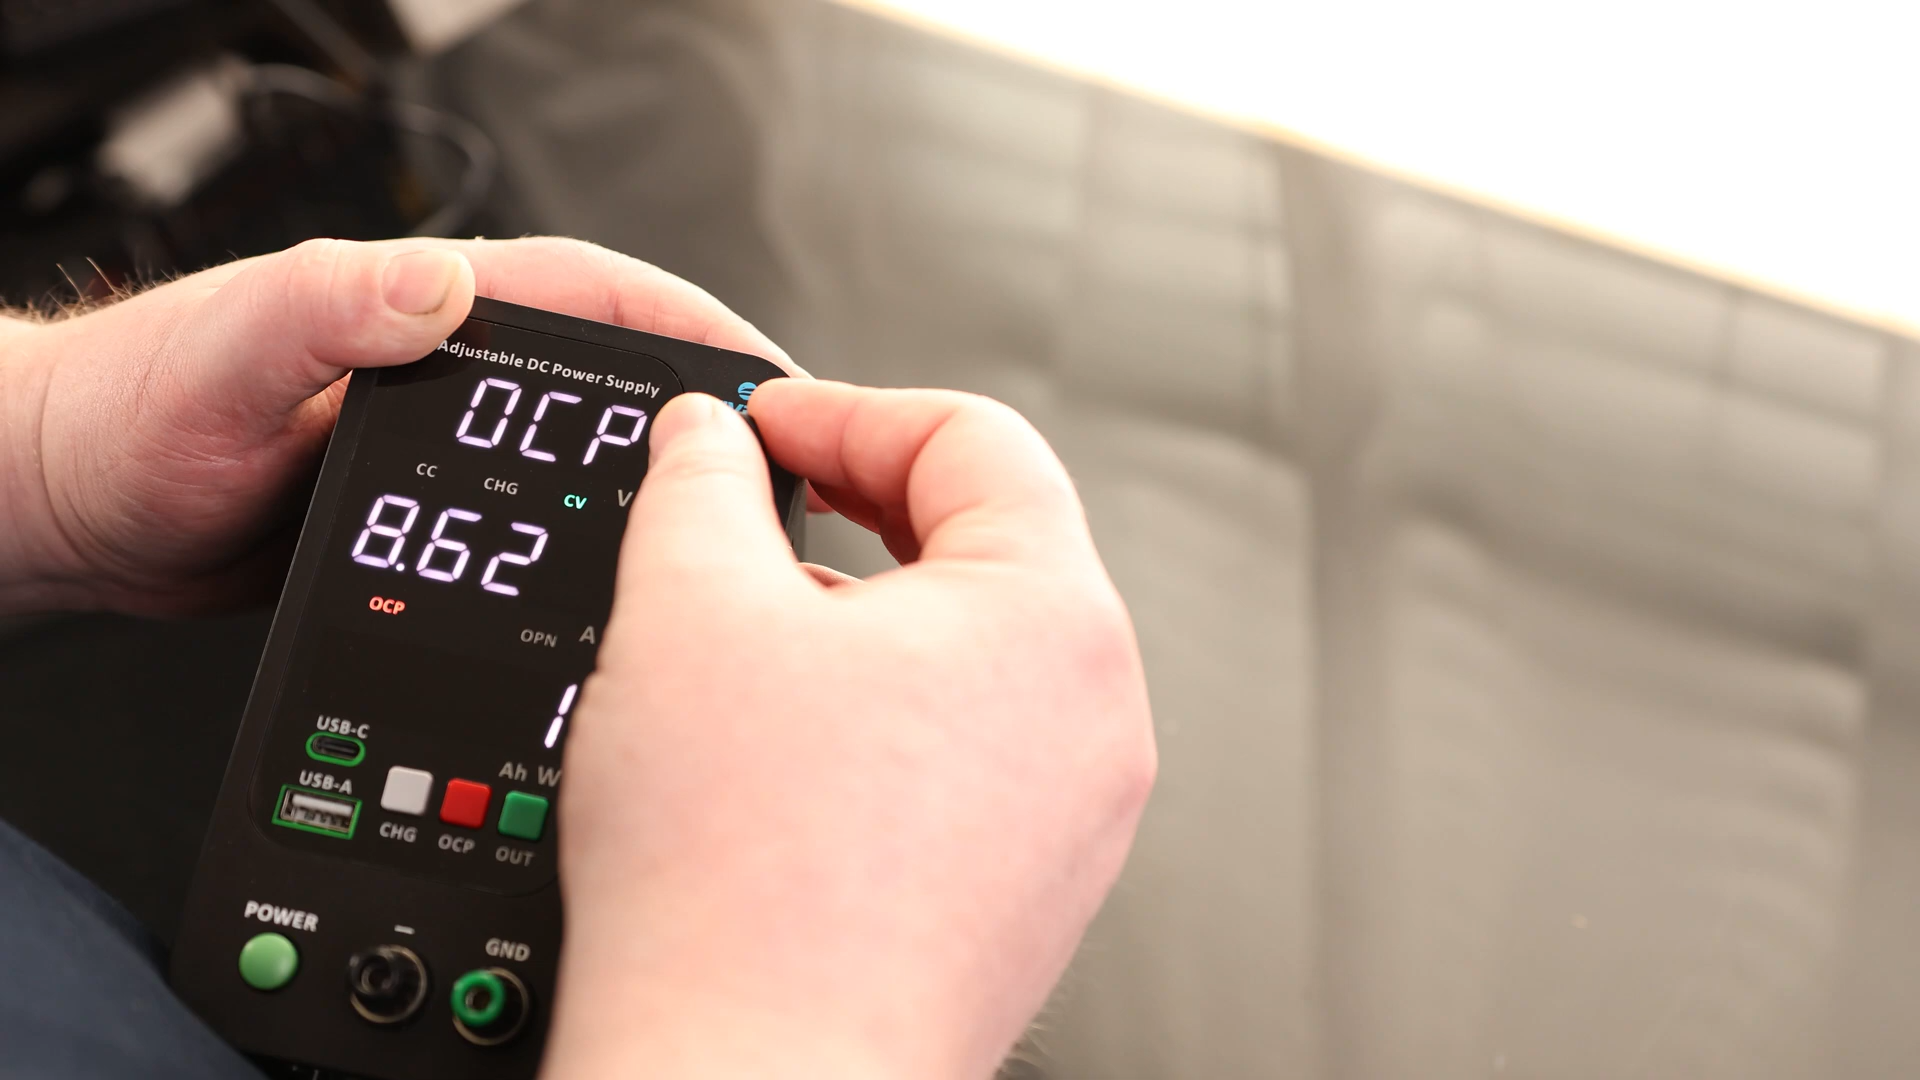 Adjustable DC Power Supply
OCP
CC CHG CV V
8.62
OCP
OPN A
1
USB-C
USB-A
Ah W
CHG OCP OUT
POWER − GND